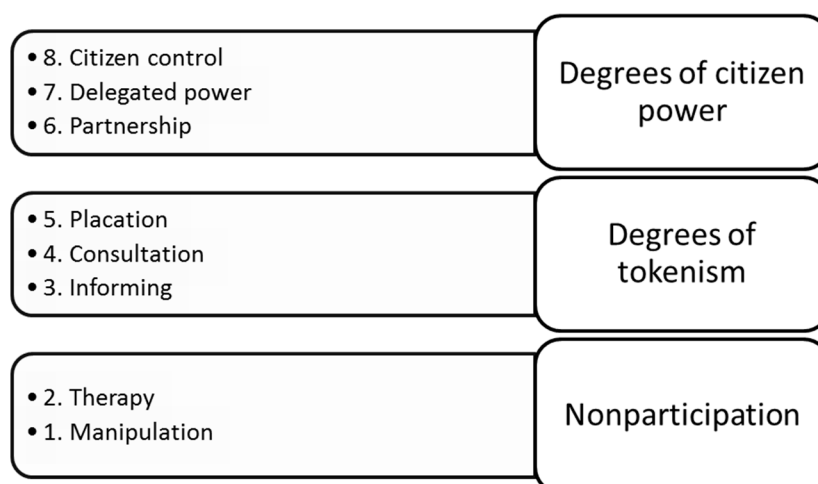 • 8. Citizen control
• 7. Delegated power
• 6. Partnership
Degrees of citizen
power
• 5. Placation
• 4. Consultation
• 3. Informing
Degrees of
tokenism
• 2. Therapy
• 1. Manipulation
Nonparticipation